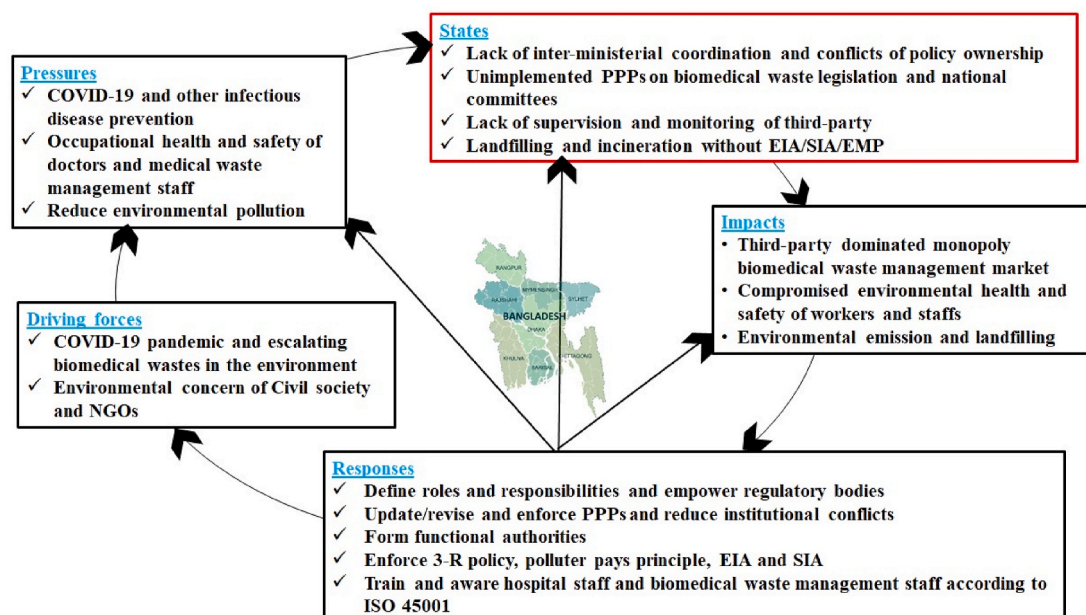 States
✓ Lack of inter-ministerial coordination and conflicts of policy ownership
✓ Unimplemented PPPs on biomedical waste legislation and national
committees
✓ Lack of supervision and monitoring of third-party
✓ Landfilling and incineration without EIA/SIA/EMP
Pressures
✓ COVID-19 and other infectious
disease prevention
✓ Occupational health and safety of
doctors and medical waste
management staff
✓ Reduce environmental pollution
Impacts
• Third-party dominated monopoly
biomedical waste management market
• Compromised environmental health and
safety of workers and staffs
• Environmental emission and landfilling
RANGPUR
RAJSHAHI
MYMENSINGH
SYLHET
BANGLADESH
DHAKA
KHULNA
BARISAL
CHITTAGONG
Driving forces
✓ COVID-19 pandemic and escalating
biomedical wastes in the environment
✓ Environmental concern of Civil society
and NGOs
Responses
✓ Define roles and responsibilities and empower regulatory bodies
✓ Update/revise and enforce PPPs and reduce institutional conflicts
✓ Form functional authorities
✓ Enforce 3-R policy, polluter pays principle, EIA and SIA
✓ Train and aware hospital staff and biomedical waste management staff according to
ISO 45001